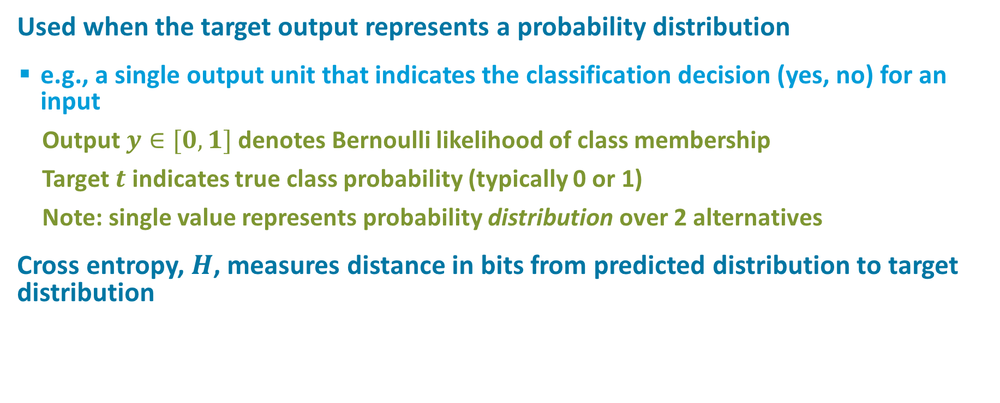 Used when the target output represents a probability distribution
▪ e.g., a single output unit that indicates the classification decision (yes, no) for an
input
Output y ∈ [0, 1] denotes Bernoulli likelihood of class membership
Target t indicates true class probability (typically 0 or 1)
Note: single value represents probability distribution over 2 alternatives
Cross entropy, H, measures distance in bits from predicted distribution to target
distribution